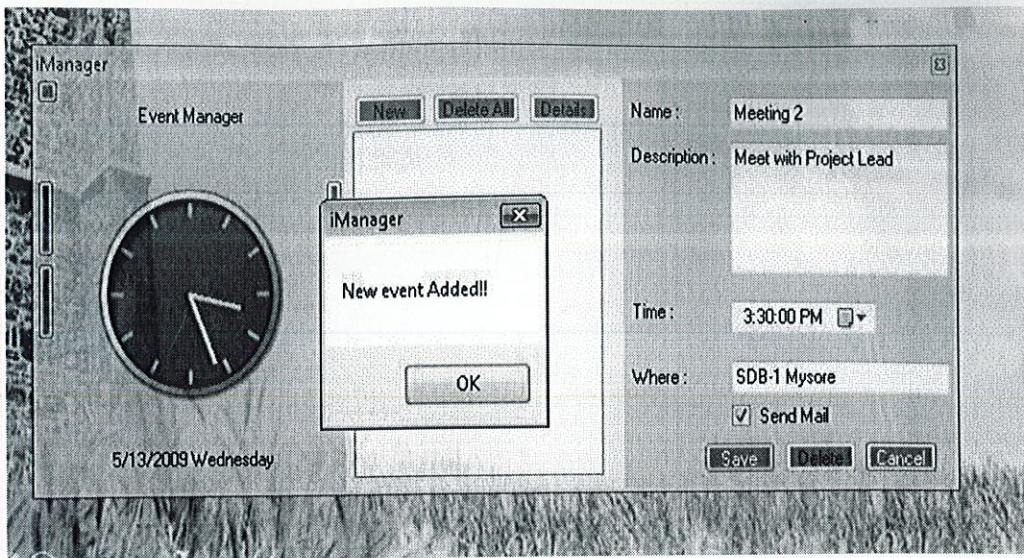 iManager
Event Manager
5/13/2009 Wednesday
New
Delete All
Details
iManager
New event Added!!
OK
Name :
Meeting 2
Description :
Meet with Project Lead
Time :
3:30:00 PM
Where :
SDB-1 Mysore
Send Mail
Save
Delete
Cancel